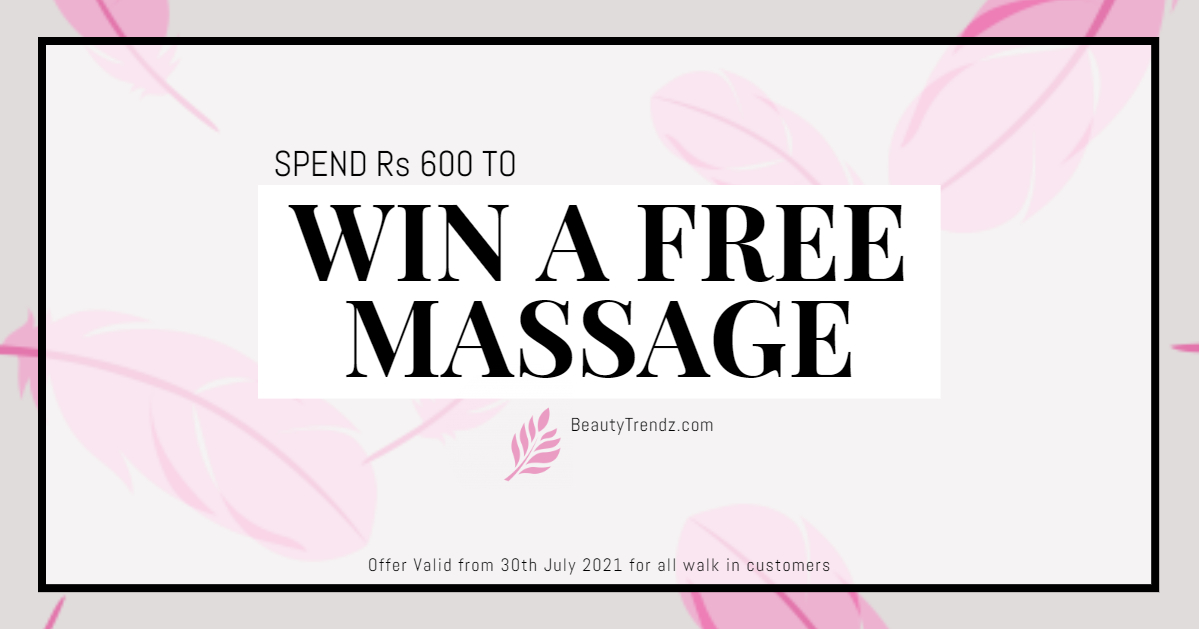 SPEND Rs 600 TO
WIN A FREE
MASSAGE
BeautyTrendz.com
Offer Valid from 30th July 2021 for all walk in customers